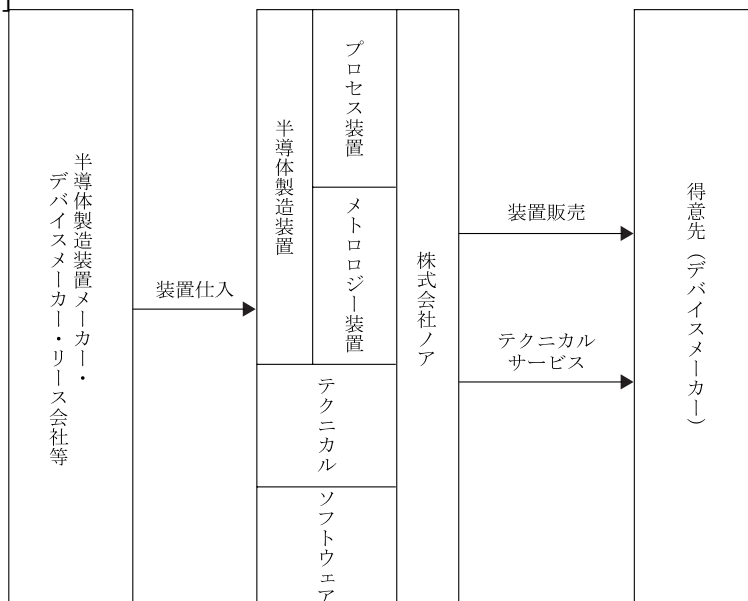 半導体製造装置メーカー・
デバイスメーカー・リース会社等
装置仕入
半導体製造装置
プロセス装置
メトロロジー装置
テクニカル
ソフトウェア
株式会社ノア
装置販売
テクニカル
サービス
得意先(デバイスメーカー)